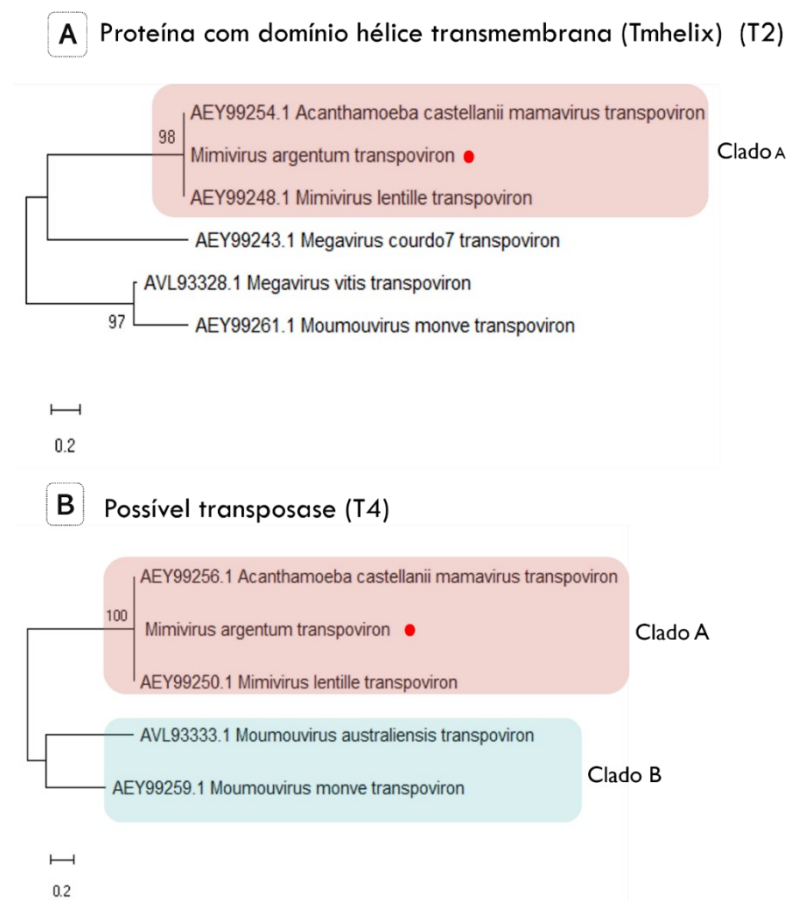 A Proteína com domínio hélice transmembrana (Tmhelix) (T2)
AEY99254.1 Acanthamoeba castellanii mamavirus transpoviron
98
Mimivirus argentum transpoviron
Clado A
AEY99248.1 Mimivirus lentille transpoviron
AEY99243.1 Megavirus courdo7 transpoviron
AVL93328.1 Megavirus vitis transpoviron
97
AEY99261.1 Moumouvirus monve transpoviron
0.2
B Possível transposase (T4)
AEY99256.1 Acanthamoeba castellanii mamavirus transpoviron
100
Mimivirus argentum transpoviron
Clado A
AEY99250.1 Mimivirus lentille transpoviron
AVL93333.1 Moumouvirus australiensis transpoviron
Clado B
AEY99259.1 Moumouvirus monve transpoviron
0.2